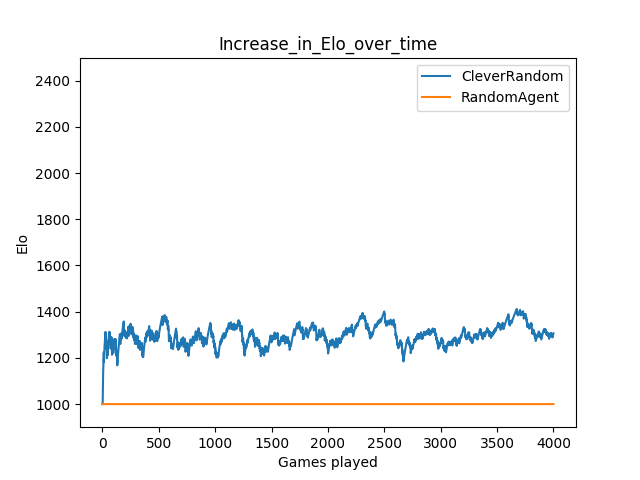 Increase_in_Elo_over_time
CleverRandom
RandomAgent
2400
2200
2000
1800
1600
1400
1200
1000
Elo
0 500 1000 1500 2000 2500 3000 3500 4000
Games played